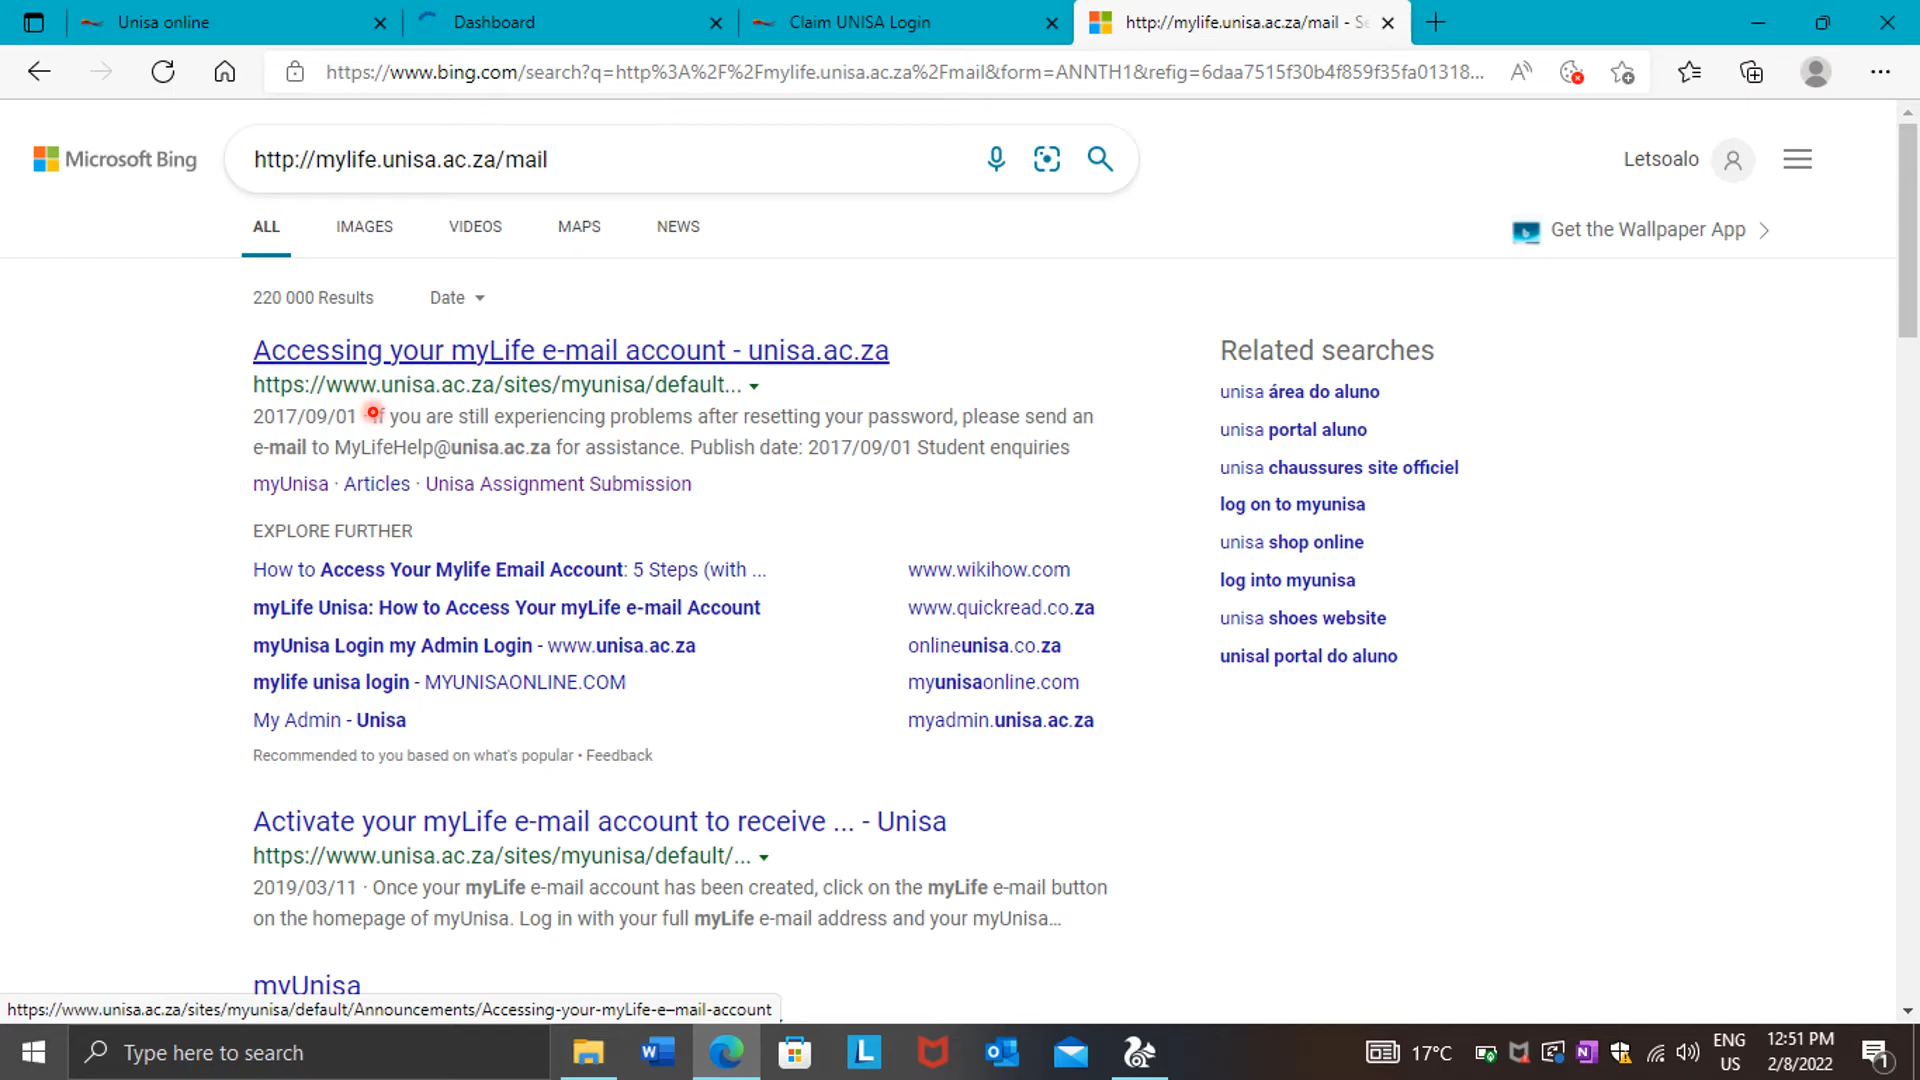 Unisa online
Dashboard
Claim UNISA Login
http://mylife.unisa.ac.za/mail - Se
https://www.bing.com/search?q=http%3A%2F%2Fmylife.unisa.ac.za%2Fmail&form=ANNTH1&refig=6daa7515f30b4f859f35fa01318...
Microsoft Bing
http://mylife.unisa.ac.za/mail
Letsoalo
ALL IMAGES VIDEOS MAPS NEWS
Get the Wallpaper App
220 000 Results Date
Accessing your myLife e-mail account - unisa.ac.za
https://www.unisa.ac.za/sites/myunisa/default...
2017/09/01 · If you are still experiencing problems after resetting your password, please send an
e-mail to MyLifeHelp@unisa.ac.za for assistance. Publish date: 2017/09/01 Student enquiries
myUnisa · Articles · Unisa Assignment Submission
EXPLORE FURTHER
How to Access Your Mylife Email Account: 5 Steps (with ... www.wikihow.com
myLife Unisa: How to Access Your myLife e-mail Account www.quickread.co.za
myUnisa Login my Admin Login - www.unisa.ac.za onlineunisa.co.za
mylife unisa login - MYUNISAONLINE.COM myunisaonline.com
My Admin - Unisa myadmin.unisa.ac.za
Recommended to you based on what's popular • Feedback
Activate your myLife e-mail account to receive ... - Unisa
https://www.unisa.ac.za/sites/myunisa/default/...
2019/03/11 · Once your myLife e-mail account has been created, click on the myLife e-mail button
on the homepage of myUnisa. Log in with your full myLife e-mail address and your myUnisa...
myUnisa
Related searches
unisa área do aluno
unisa portal aluno
unisa chaussures site officiel
log on to myunisa
unisa shop online
log into myunisa
unisa shoes website
unisal portal do aluno
https://www.unisa.ac.za/sites/myunisa/default/Announcements/Accessing-your-myLife-e–mail-account
Type here to search
17°C
ENG
US
12:51 PM
2/8/2022
1